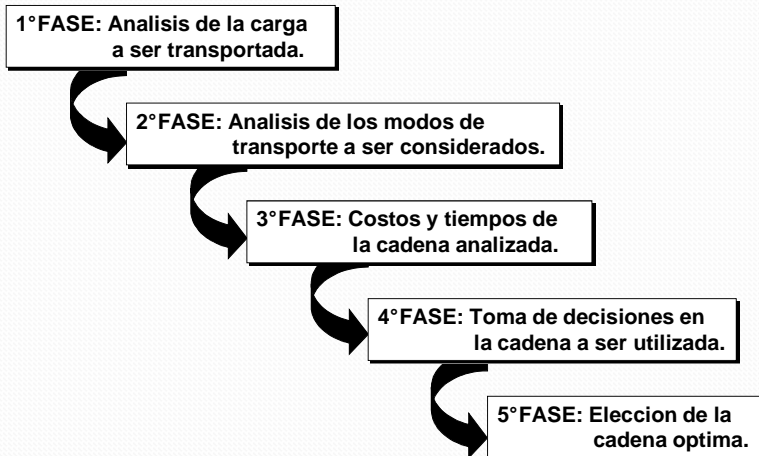 1°FASE: Analisis de la carga
a ser transportada.
2°FASE: Analisis de los modos de
transporte a ser considerados.
3°FASE: Costos y tiempos de
la cadena analizada.
4°FASE: Toma de decisiones en
la cadena a ser utilizada.
5°FASE: Eleccion de la
cadena optima.